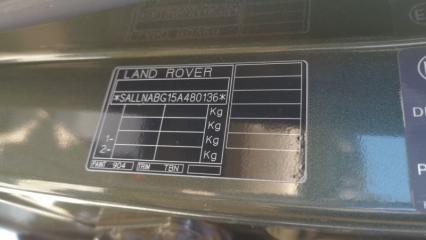 LAND ROVER
*SALLNABG15A480136*
Kg
Kg
1- Kg
2- Kg
PAINT 904 TRIM TBN